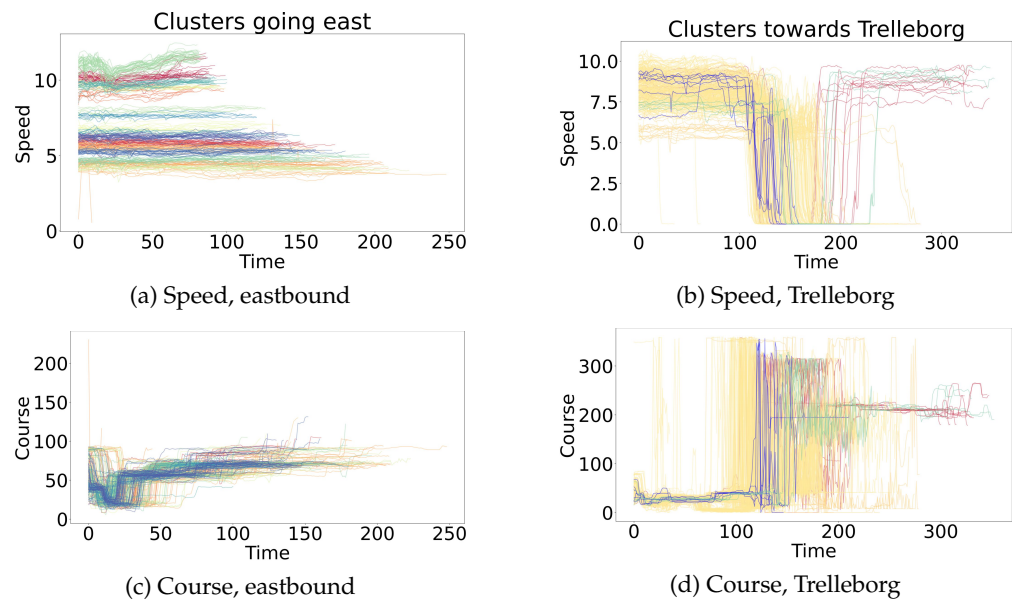 Clusters going east
Speed
10
5
0
0 50 100 150 200 250
Time
(a) Speed, eastbound
Clusters towards Trelleborg
Speed
10.0
7.5
5.0
2.5
0.0
0 100 200 300
Time
(b) Speed, Trelleborg
Course
200
150
100
50
0
0 50 100 150 200 250
Time
(c) Course, eastbound
Course
300
200
100
0
0 100 200 300
Time
(d) Course, Trelleborg